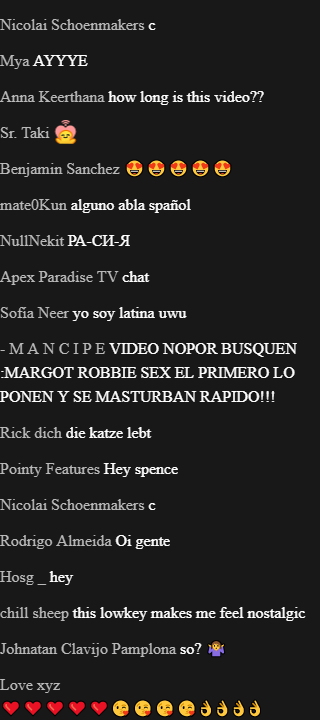 Nicolai Schoenmakers c
Mya AYYYE
Anna Keerthana how long is this video??
Sr. Taki
Benjamin Sanchez 🤩🤩🤩🤩🤩
mate0Kun alguno abla spañol
NullNekit РА-СИ-Я
Apex Paradise TV chat
Sofía Neer yo soy latina uwu
- M A N C I P E VIDEO NOPOR BUSQUEN
:MARGOT ROBBIE SEX EL PRIMERO LO
PONEN Y SE MASTURBAN RAPIDO!!!
Rick dich die katze lebt
Pointy Features Hey spence
Nicolai Schoenmakers c
Rodrigo Almeida Oi gente
Hosg _ hey
chill sheep this lowkey makes me feel nostalgic
Johnatan Clavijo Pamplona so? 🤷‍♀️
Love xyz
❤❤❤❤❤😘😘😘😘👌👌👌👌